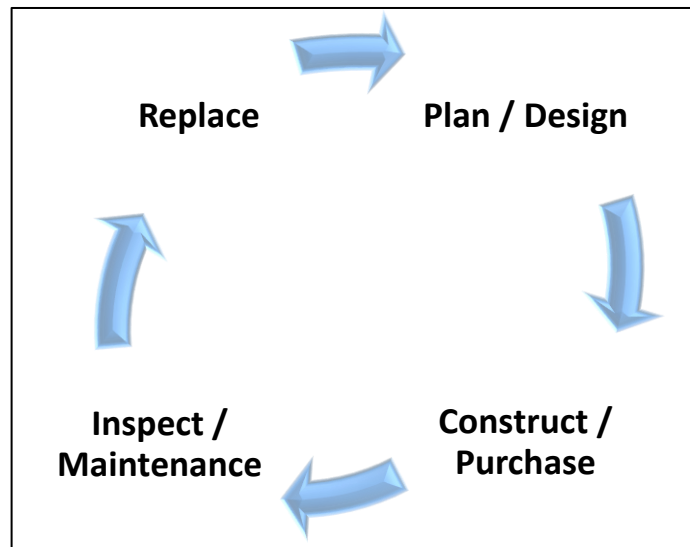 Replace
Plan / Design
Inspect /
Maintenance
Construct /
Purchase